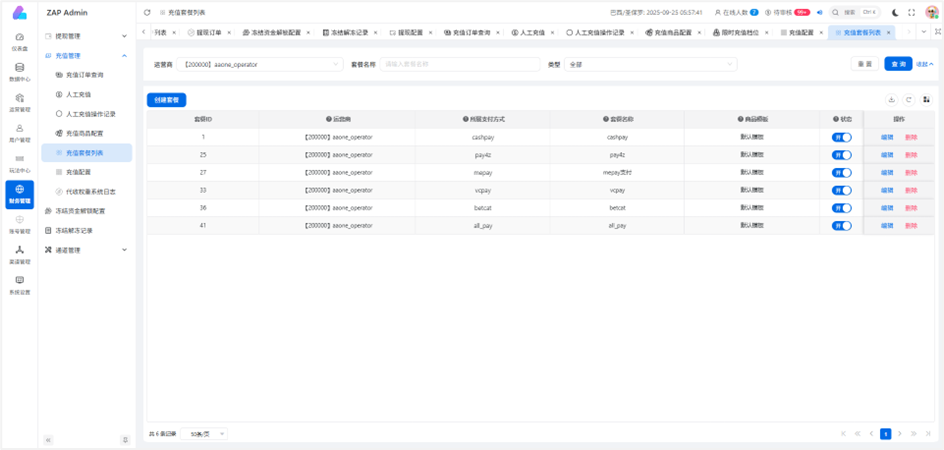 ZAP Admin
充值套餐列表
巴西/圣保罗: 2025-09-25 05:37:41 在线人数 7 待审核 99+ 搜索 Ctrl K
列表 × 提现订单 × 冻结资金解锁配置 × 冻结解冻记录 × 提现配置 × 充值订单查询 × 人工充值 × 人工充值操作记录 × 充值商品配置 × 限时充值档位 × 充值配置 × 充值套餐列表 ×
仪表盘
数据中心
运营管理
用户管理
玩法中心
财务管理
账号管理
渠道管理
系统设置
提现管理
充值管理
充值订单查询
人工充值
人工充值操作记录
充值商品配置
充值套餐列表
充值配置
代收权重系统日志
冻结资金解锁配置
冻结解冻记录
通道管理
运营商 【200000】aaone_operator 套餐名称 请输入套餐名称 类型 全部 重置 查询 收起
创建套餐
套餐ID 运营商 所属支付方式 套餐名称 商品模板 状态 操作
1 【200000】aaone_operator cashpay cashpay 默认模版 开 编辑 删除
25 【200000】aaone_operator pay4z pay4z 默认模版 开 编辑 删除
27 【200000】aaone_operator mepay mepay支付 默认模版 开 编辑 删除
33 【200000】aaone_operator vcpay vcpay 默认模版 开 编辑 删除
36 【200000】aaone_operator betcat betcat 默认模版 开 编辑 删除
41 【200000】aaone_operator all_pay all_pay 默认模版 开 编辑 删除
共 6 条记录 50条/页 1